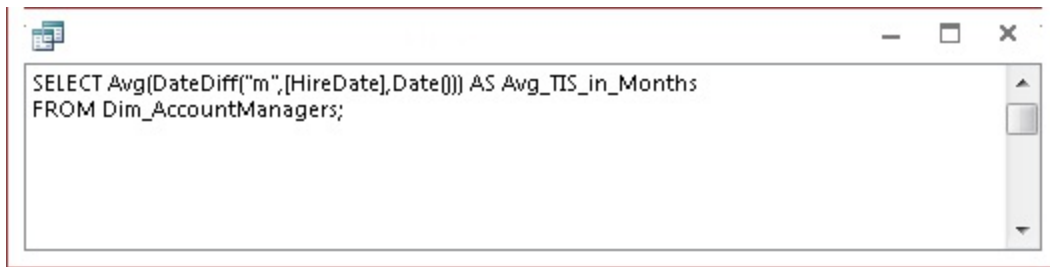 SELECT Avg(DateDiff("m",[HireDate],Date())) AS Avg_TIS_in_Months
FROM Dim_AccountManagers;